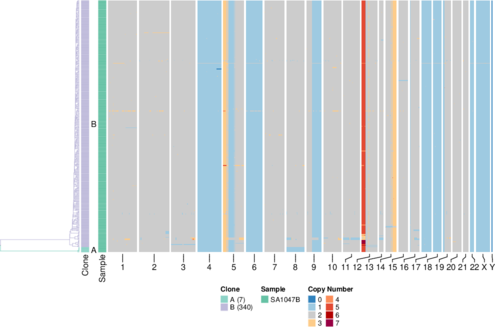 B
A
Clone
Sample
1 2 3 4 5 6 7 8 9 10 11 12 13 14 15 16 17 18 19 20 21 22 X Y
Clone Sample Copy Number
A (7) SA1047B 0 4
B (340) 1 5
2 6
3 7